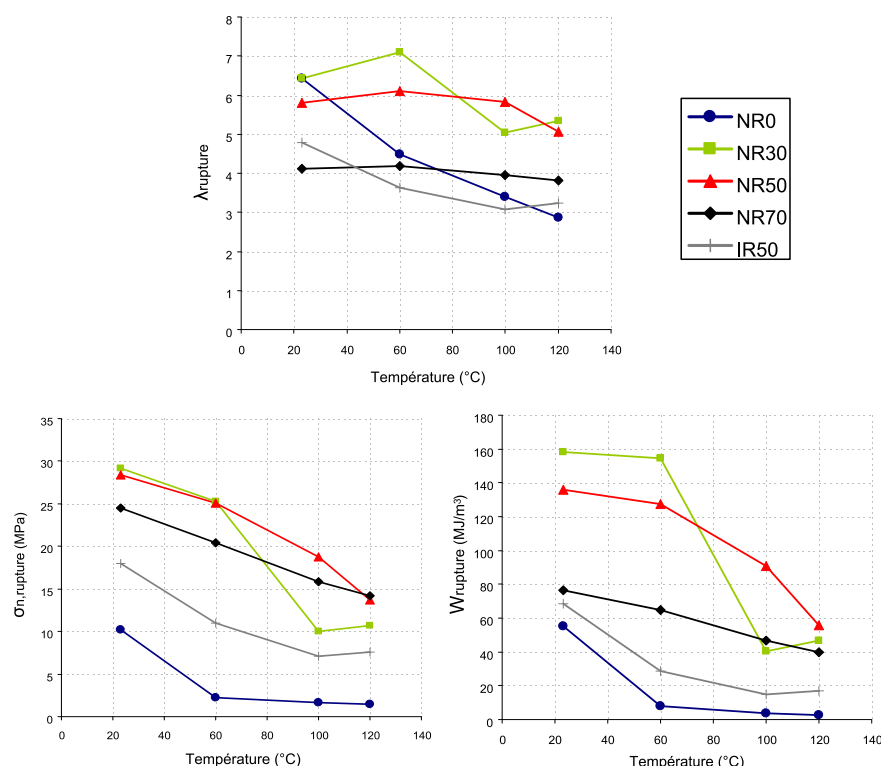 8
7
6
5
4
3
2
1
0
λrupture
0 20 40 60 80 100 120 140
Température (°C)
NR0
NR30
NR50
NR70
IR50
35
30
25
20
15
10
5
0
σn,rupture (MPa)
0 20 40 60 80 100 120 140
Température (°C)
180
160
140
120
100
80
60
40
20
0
Wrupture (MJ/m³)
0 20 40 60 80 100 120 140
Température (°C)